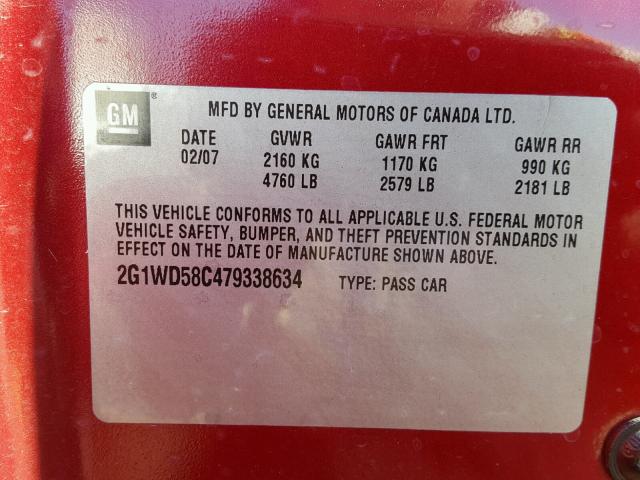 GM ® MFD BY GENERAL MOTORS OF CANADA LTD.
DATE GVWR GAWR FRT GAWR RR
02/07 2160 KG 1170 KG 990 KG
4760 LB 2579 LB 2181 LB
THIS VEHICLE CONFORMS TO ALL APPLICABLE U.S. FEDERAL MOTOR
VEHICLE SAFETY, BUMPER, AND THEFT PREVENTION STANDARDS IN
EFFECT ON THE DATE OF MANUFACTURE SHOWN ABOVE.
2G1WD58C479338634 TYPE: PASS CAR